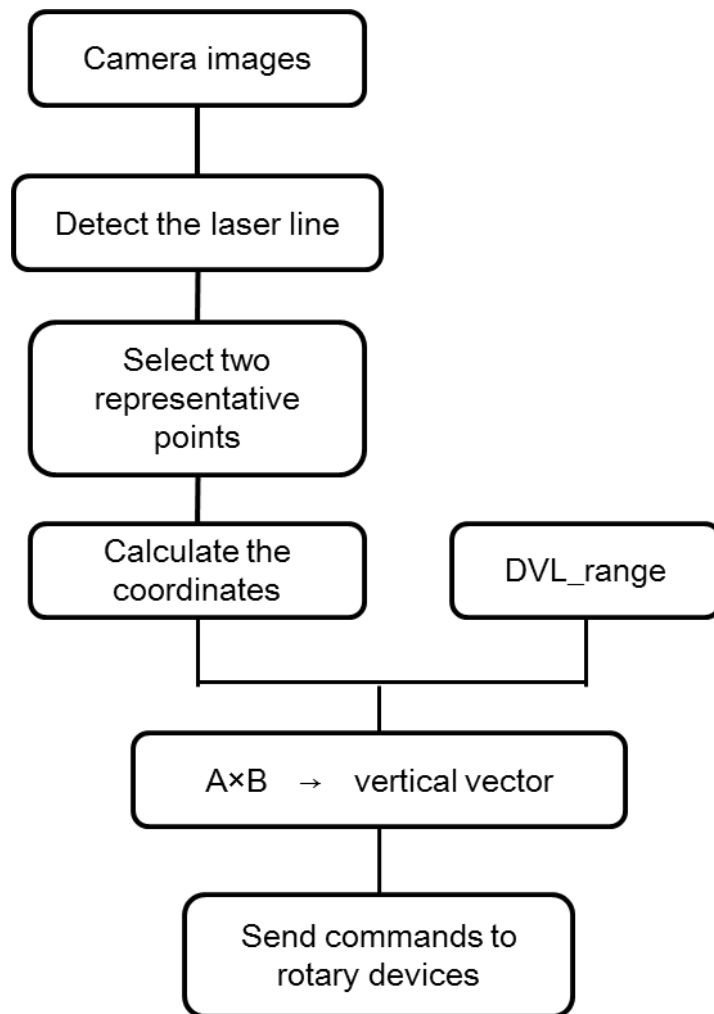 Camera images
Detect the laser line
Select two
representative
points
Calculate the
coordinates
DVL_range
A×B → vertical vector
Send commands to
rotary devices